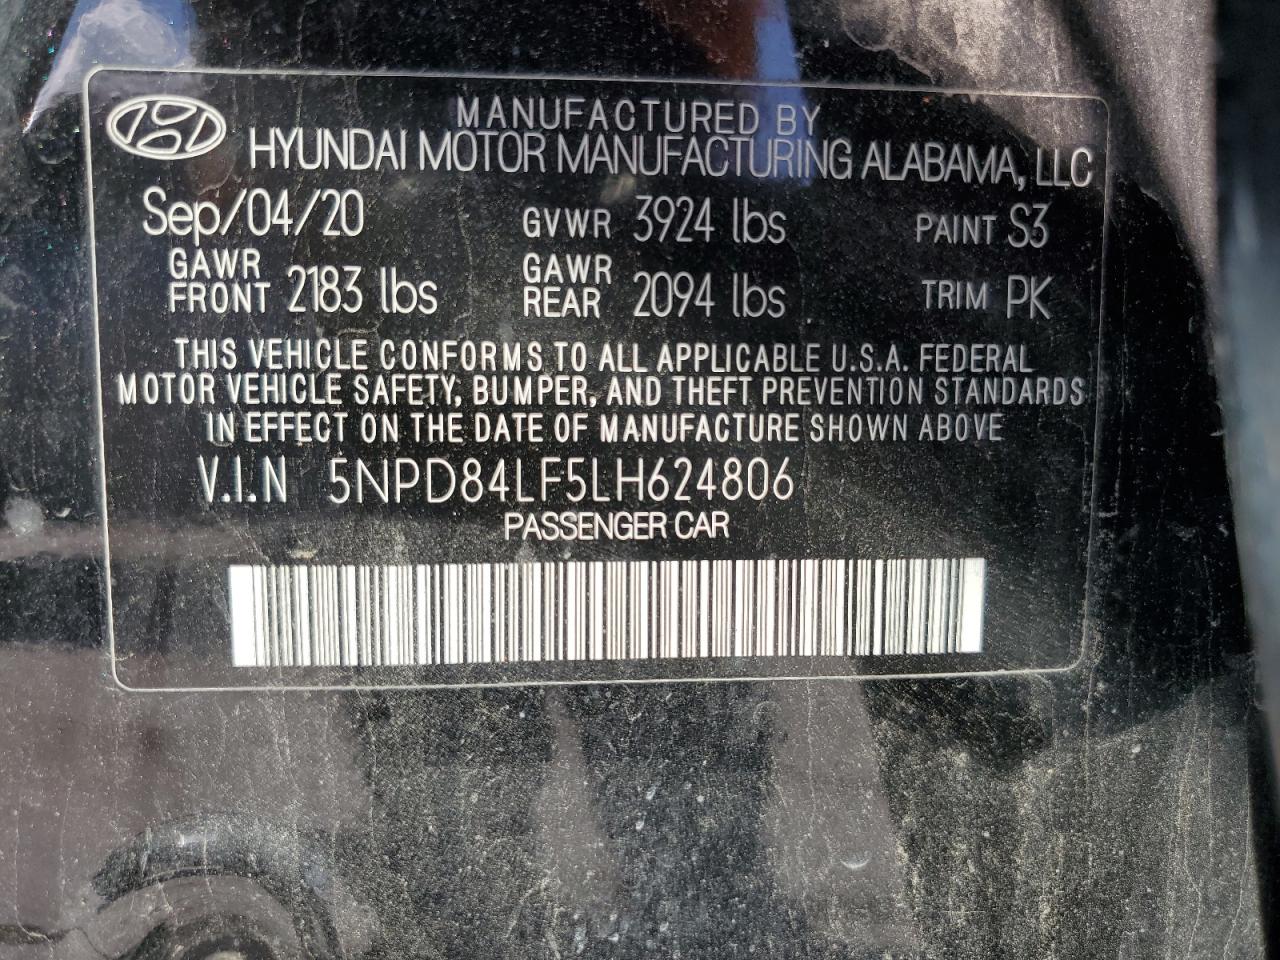 MANUFACTURED BY
HYUNDAI MOTOR MANUFACTURING ALABAMA, LLC
Sep/04/20 GVWR 3924 lbs PAINT S3
GAWR FRONT 2183 lbs GAWR REAR 2094 lbs TRIM PK
THIS VEHICLE CONFORMS TO ALL APPLICABLE U.S.A. FEDERAL
MOTOR VEHICLE SAFETY, BUMPER, AND THEFT PREVENTION STANDARDS
IN EFFECT ON THE DATE OF MANUFACTURE SHOWN ABOVE
V.I.N 5NPD84LF5LH624806
PASSENGER CAR